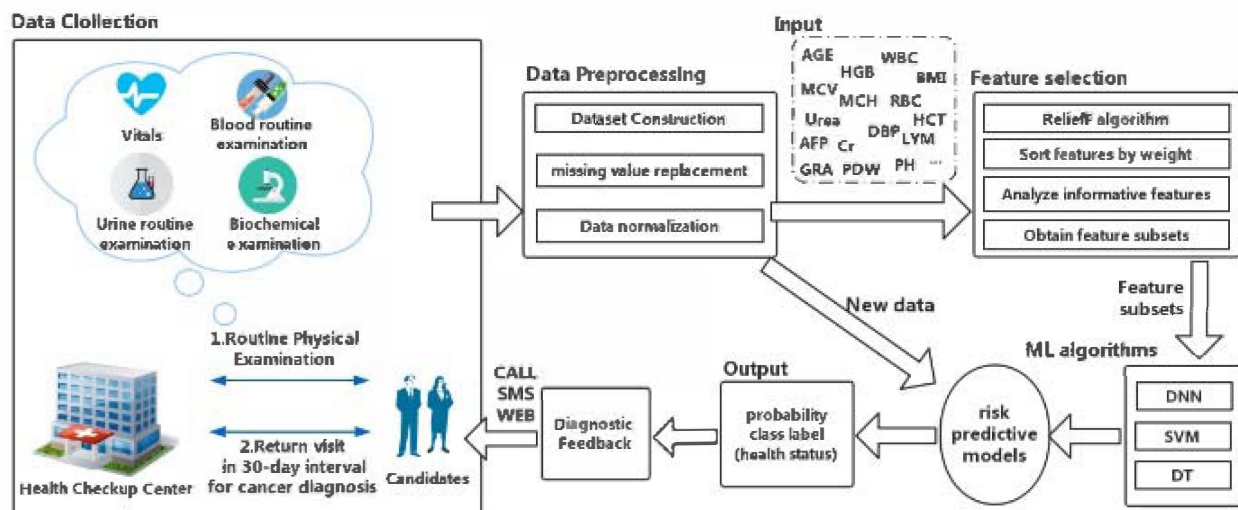 Data Clollection
Vitals
Blood routine
examination
Urine routine
examination
Biochemical
examination
1.Routine Physical
Examination
2.Return visit
in 30-day interval
for cancer diagnosis
Health Checkup Center
Candidates
Data Preprocessing
Dataset Construction
missing value replacement
Data normalization
Input
AGE
WBC
HGB
BMI
MCV
MCH
RBC
Urea
HCT
DBP
LYM
AFP
Cr
GRA
PDW
PH
...
Feature selection
ReliefF algorithm
Sort features by weight
Analyze informative features
Obtain feature subsets
Feature
subsets
New data
ML algorithms
DNN
SVM
DT
risk
predictive
models
Output
probability
class label
(health status)
Diagnostic
Feedback
CALL
SMS
WEB